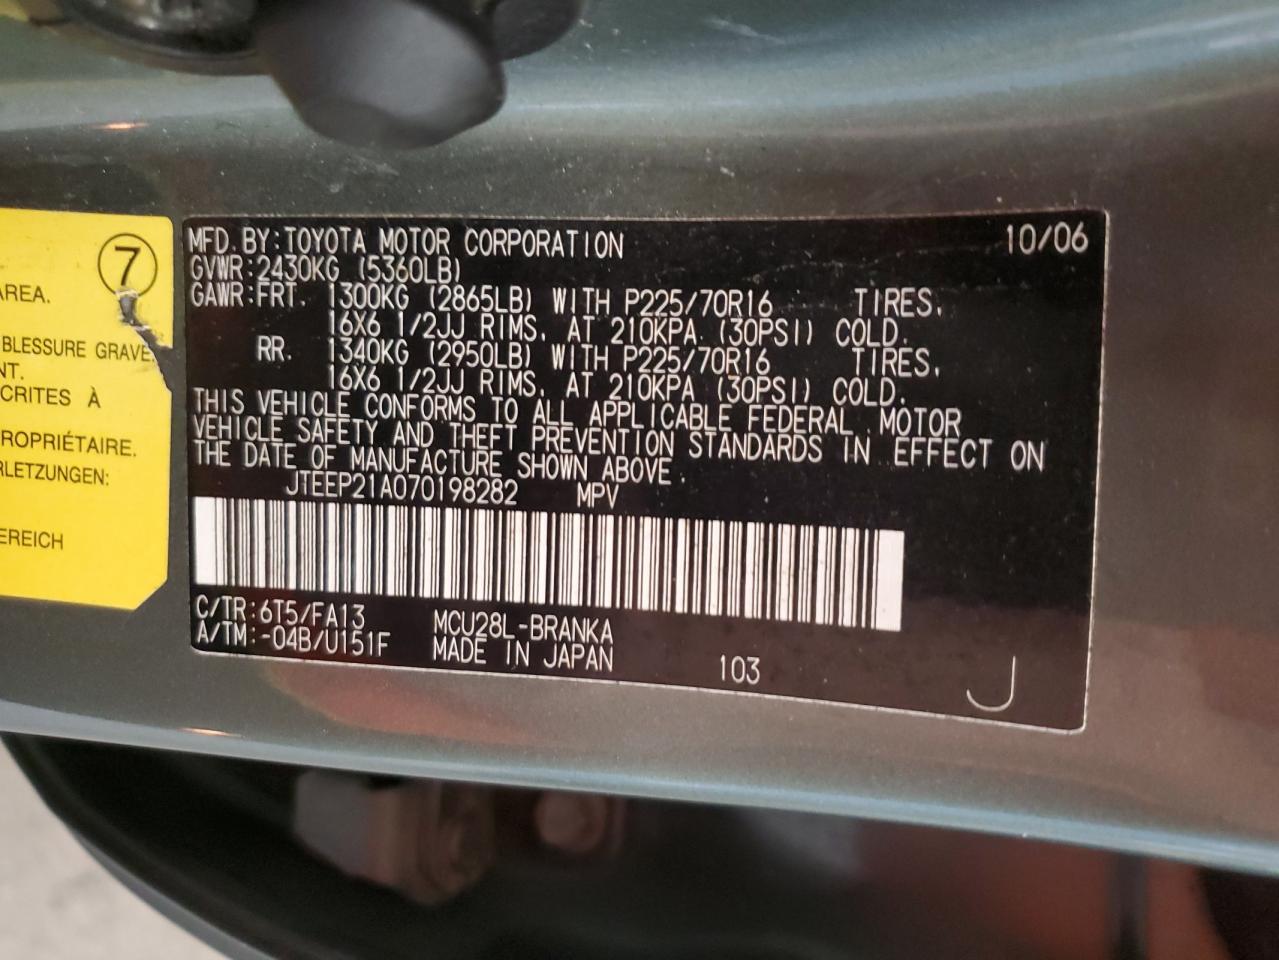 7
AREA.
BLESSURE GRAVE
NT.
CRITES À
ROPRIÉTAIRE.
RLETZUNGEN:
EREICH
MFD. BY: TOYOTA MOTOR CORPORATION 10/06
GVWR: 2430KG (5360LB)
GAWR: FRT. 1300KG (2865LB) WITH P225/70R16 TIRES.
16X6 1/2JJ RIMS. AT 210KPA (30PSI) COLD.
RR. 1340KG (2950LB) WITH P225/70R16 TIRES.
16X6 1/2JJ RIMS. AT 210KPA (30PSI) COLD.
THIS VEHICLE CONFORMS TO ALL APPLICABLE FEDERAL MOTOR
VEHICLE SAFETY AND THEFT PREVENTION STANDARDS IN EFFECT ON
THE DATE OF MANUFACTURE SHOWN ABOVE.
JTEEP21A070198282 MPV
C/TR: 6T5/FA13 MCU28L-BRANKA
A/TM: -04B/U151F MADE IN JAPAN 103 J